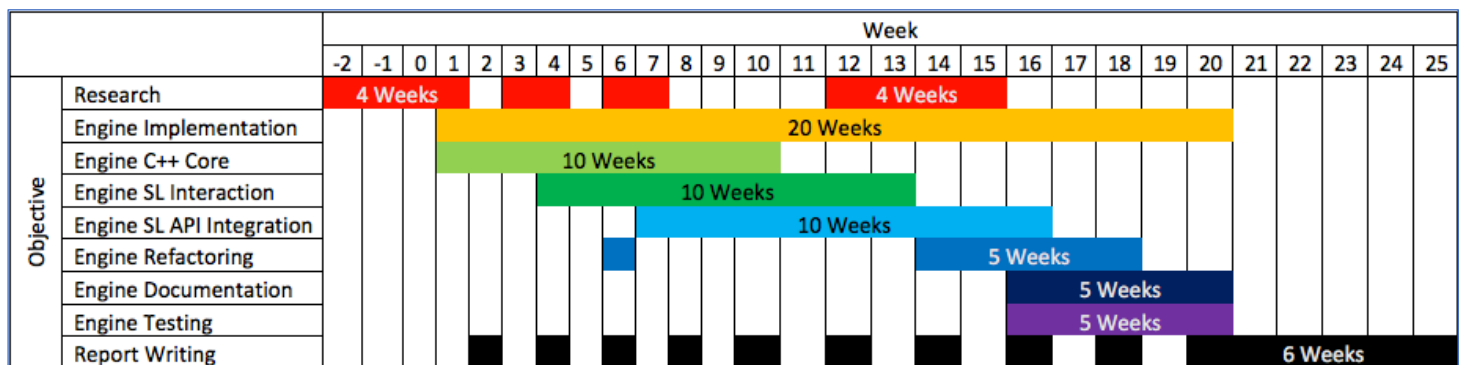 Week
-2 -1 0 1 2 3 4 5 6 7 8 9 10 11 12 13 14 15 16 17 18 19 20 21 22 23 24 25
Objective
Research 4 Weeks 4 Weeks
Engine Implementation 20 Weeks
Engine C++ Core 10 Weeks
Engine SL Interaction 10 Weeks
Engine SL API Integration 10 Weeks
Engine Refactoring 5 Weeks
Engine Documentation 5 Weeks
Engine Testing 5 Weeks
Report Writing 6 Weeks